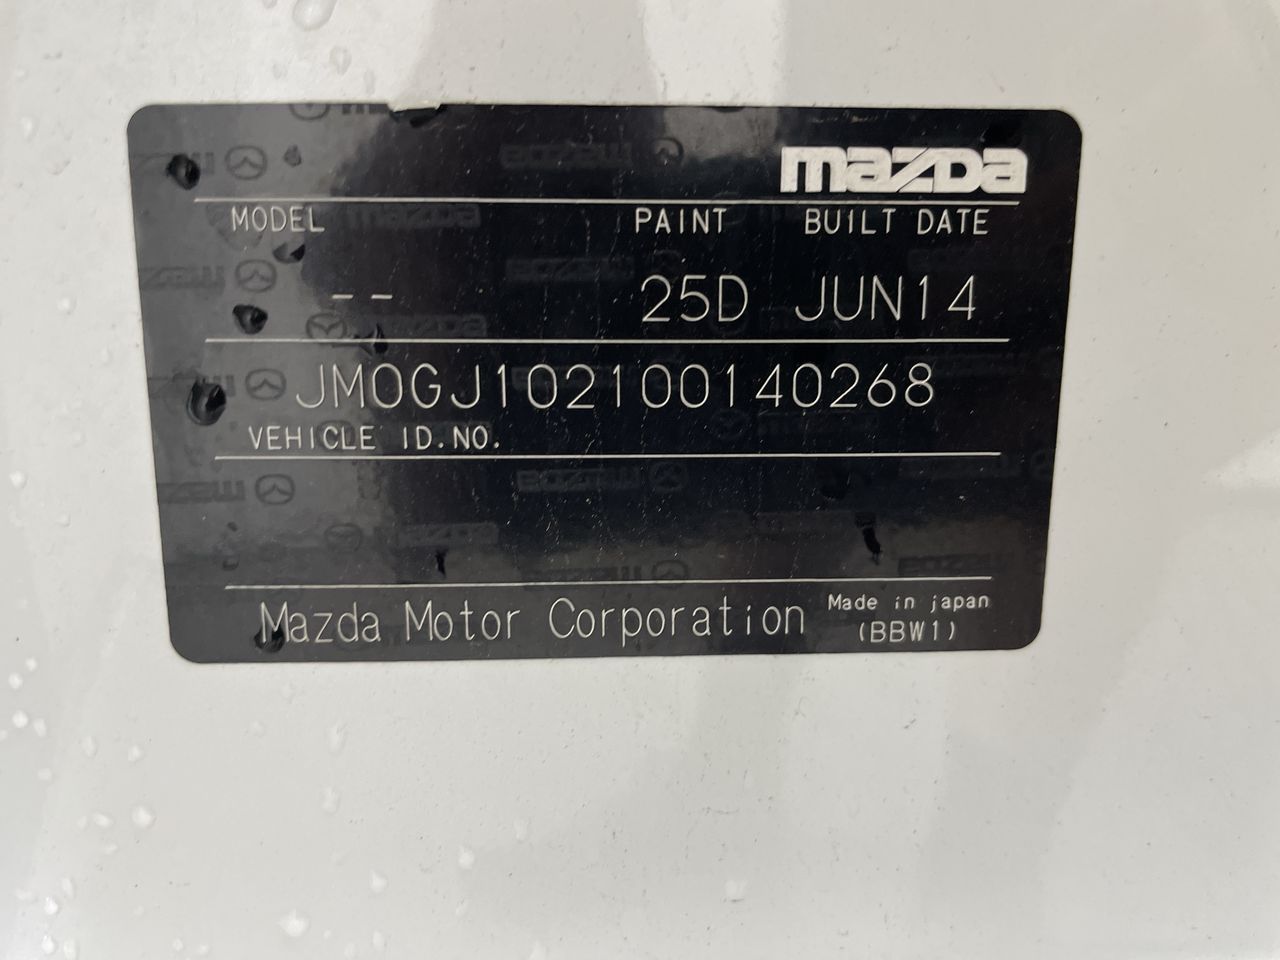 mazda
MODEL PAINT BUILT DATE
-- 25D JUN14
JM0GJ102100140268
VEHICLE ID.NO.
Mazda Motor Corporation Made in japan
(BBW1)